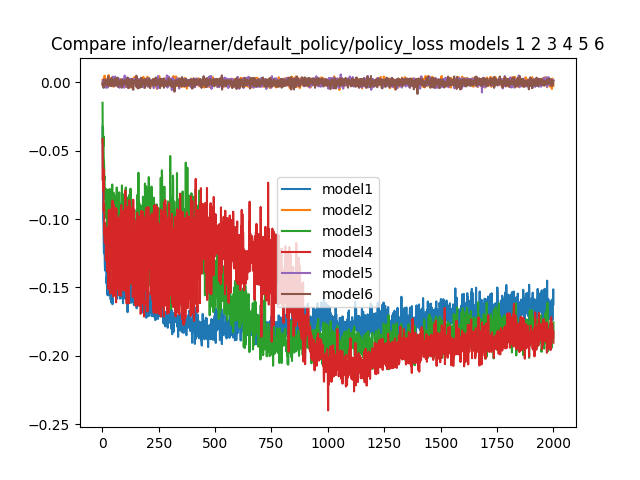 Compare info/learner/default_policy/policy_loss models 1 2 3 4 5 6
0.00
−0.05
−0.10
−0.15
−0.20
−0.25
model1
model2
model3
model4
model5
model6
0 250 500 750 1000 1250 1500 1750 2000